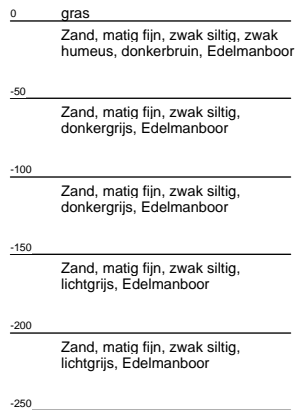 0 gras
Zand, matig fijn, zwak siltig, zwak
humeus, donkerbruin, Edelmanboor
-50
Zand, matig fijn, zwak siltig,
donkergrijs, Edelmanboor
-100
Zand, matig fijn, zwak siltig,
donkergrijs, Edelmanboor
-150
Zand, matig fijn, zwak siltig,
lichtgrijs, Edelmanboor
-200
Zand, matig fijn, zwak siltig,
lichtgrijs, Edelmanboor
-250